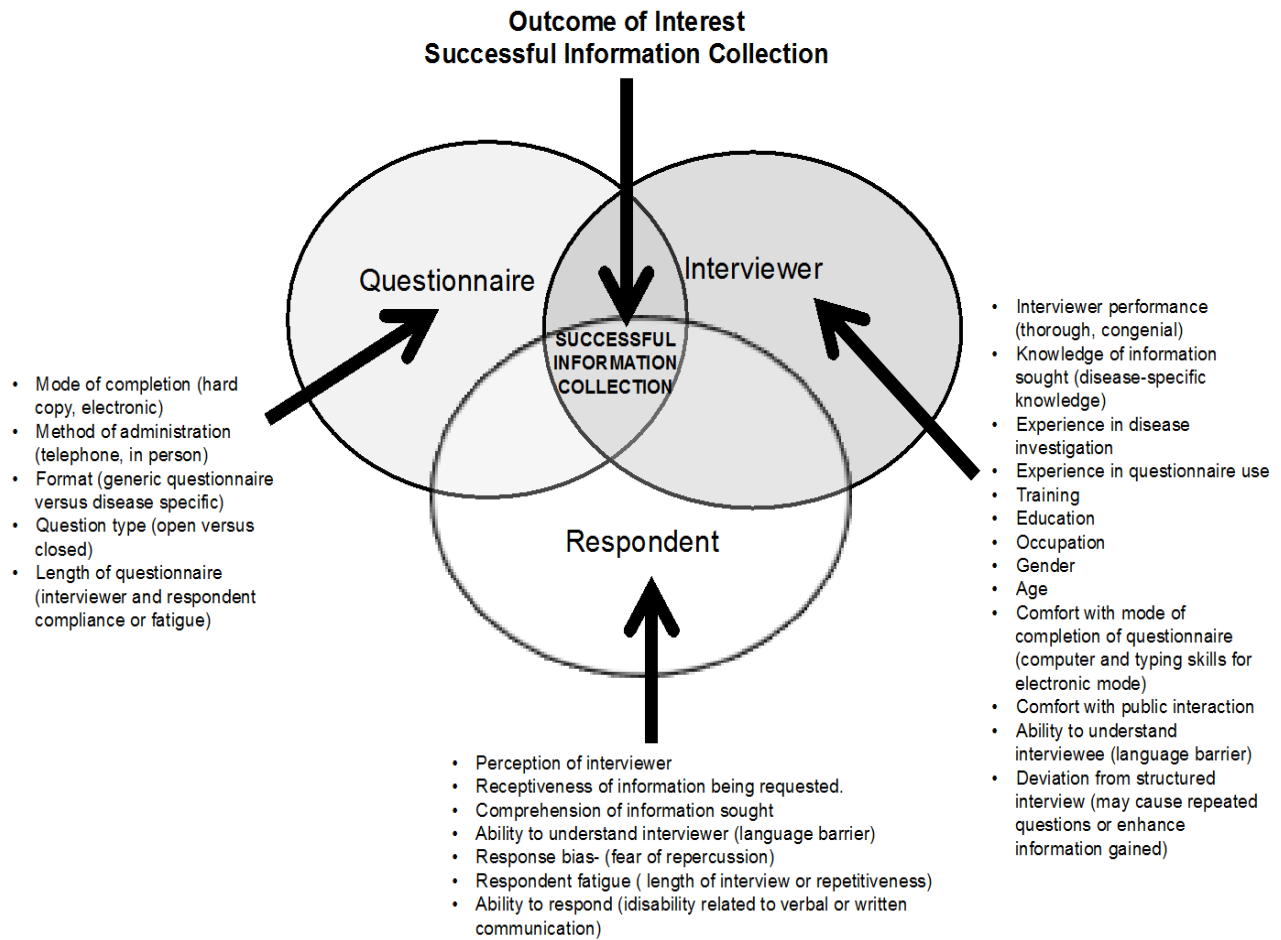 Outcome of Interest
Successful Information Collection
Questionnaire
Interviewer
SUCCESSFUL
INFORMATION
COLLECTION
Respondent
• Mode of completion (hard
copy, electronic)
• Method of administration
(telephone, in person)
• Format (generic questionnaire
versus disease specific)
• Question type (open versus
closed)
• Length of questionnaire
(interviewer and respondent
compliance or fatigue)
• Interviewer performance
(thorough, congenial)
• Knowledge of information
sought (disease-specific
knowledge)
• Experience in disease
investigation
• Experience in questionnaire use
• Training
• Education
• Occupation
• Gender
• Age
• Comfort with mode of
completion of questionnaire
(computer and typing skills for
electronic mode)
• Comfort with public interaction
• Ability to understand
interviewee (language barrier)
• Deviation from structured
interview (may cause repeated
questions or enhance
information gained)
• Perception of interviewer
• Receptiveness of information being requested.
• Comprehension of information sought
• Ability to understand interviewer (language barrier)
• Response bias- (fear of repercussion)
• Respondent fatigue ( length of interview or repetitiveness)
• Ability to respond (idisability related to verbal or written
communication)